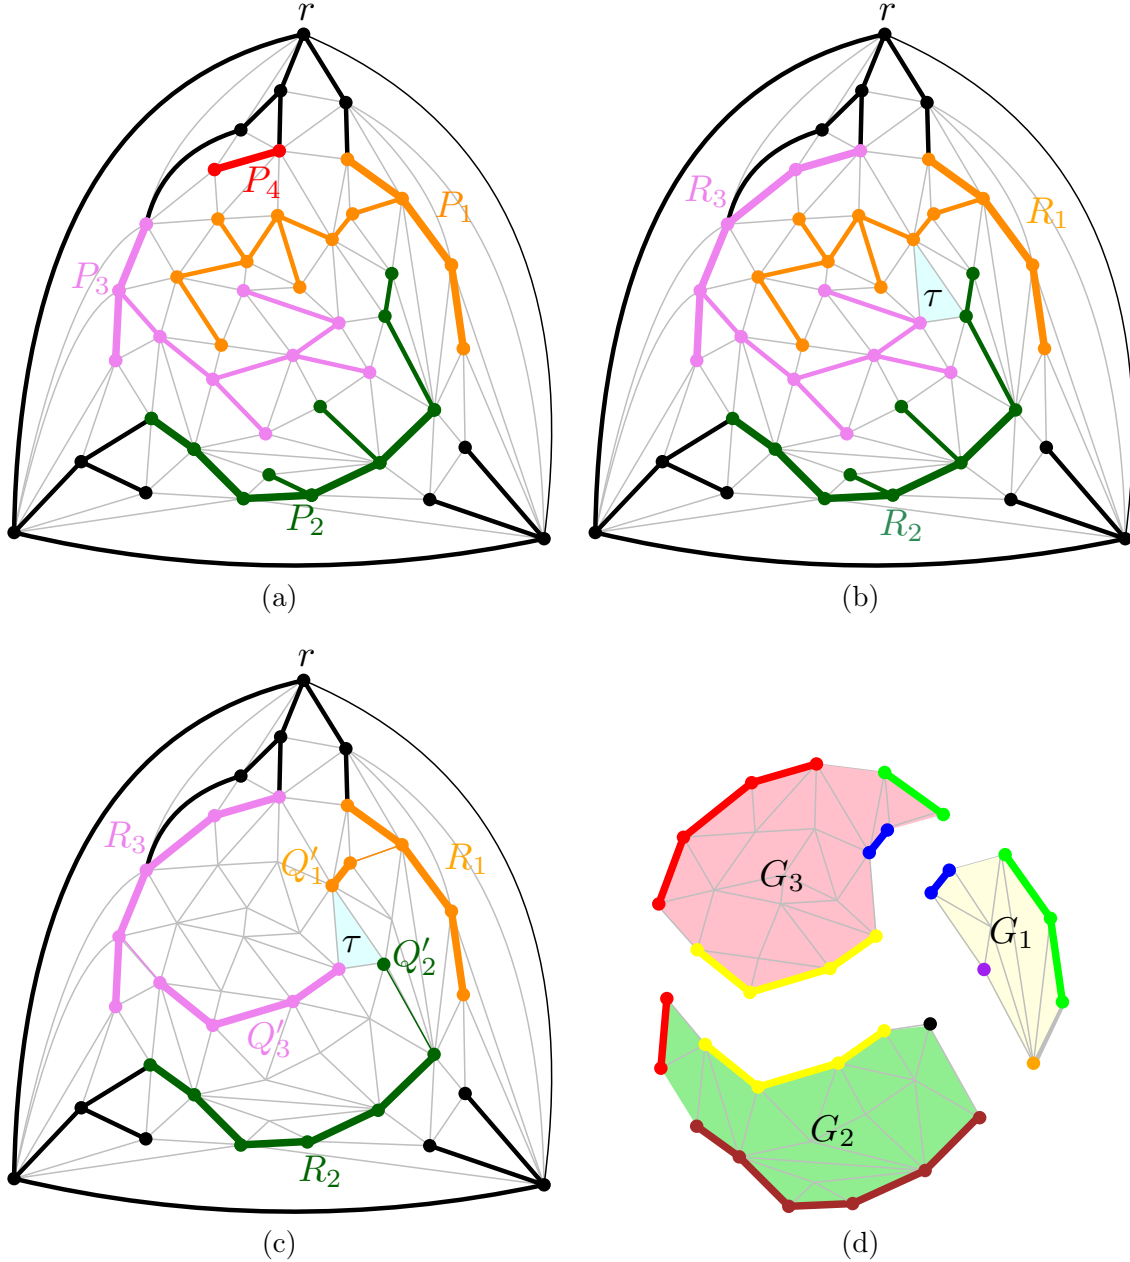 r
r
P₄
P₁
P₃
P₂
R₃
R₁
τ
R₂
(a)
(b)
r
R₃
Q′₁
R₁
τ
Q′₂
Q′₃
R₂
G₃
G₁
G₂
(c)
(d)